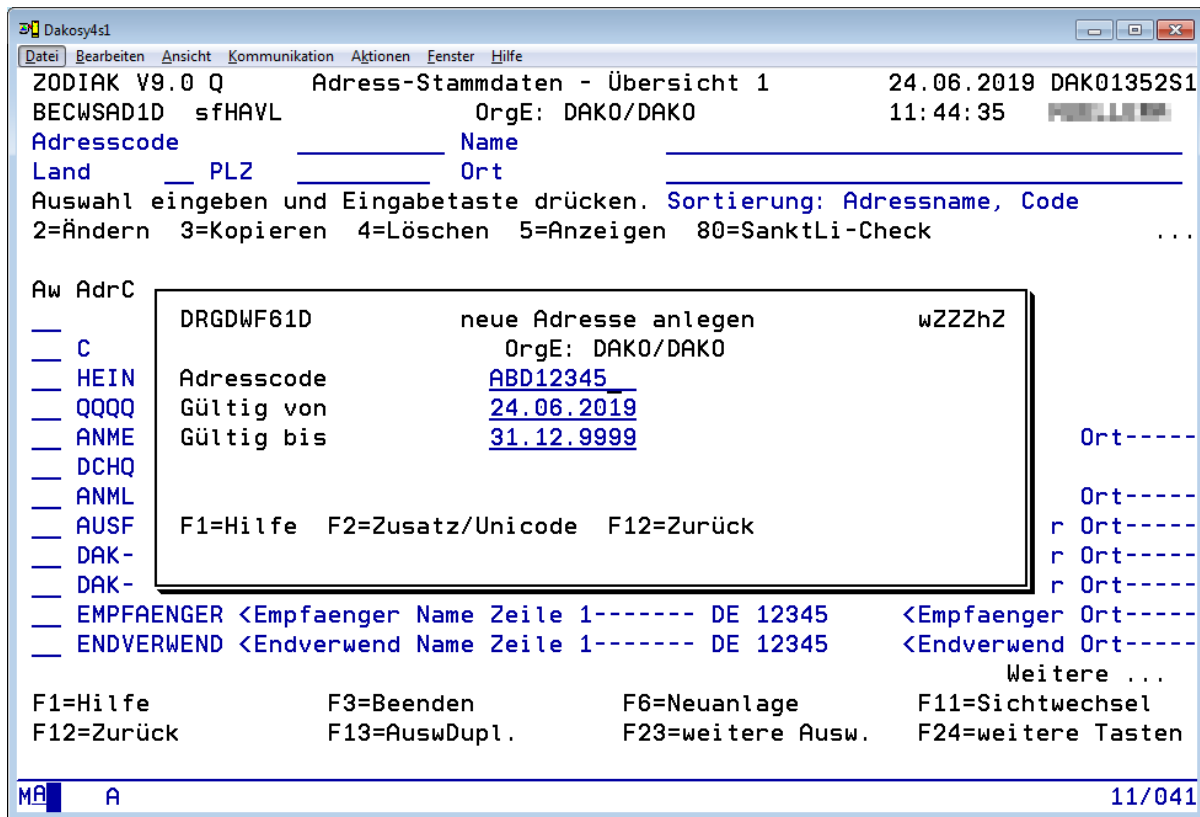 Dakosy4s1
Datei Bearbeiten Ansicht Kommunikation Aktionen Fenster Hilfe
ZODIAK V9.0 Q Adress-Stammdaten - Übersicht 1 24.06.2019 DAK01352S1
BECWSAD1D sfHAVL OrgE: DAKO/DAKO 11:44:35
Adresscode __________ Name
Land __ PLZ _________ Ort
Auswahl eingeben und Eingabetaste drücken. Sortierung: Adressname, Code
2=Ändern 3=Kopieren 4=Löschen 5=Anzeigen 80=SanktLi-Check ...
Aw AdrC
DRGDWF61D neue Adresse anlegen wZZZhZ
C OrgE: DAKO/DAKO
HEIN Adresscode ABD12345_
QQQQ Gültig von 24.06.2019
ANME Gültig bis 31.12.9999 Ort-----
DCHQ
ANML Ort-----
AUSF F1=Hilfe F2=Zusatz/Unicode F12=Zurück r Ort-----
DAK- r Ort-----
DAK- r Ort-----
EMPFAENGER <Empfaenger Name Zeile 1------- DE 12345 <Empfaenger Ort-----
ENDVERWEND <Endverwend Name Zeile 1------- DE 12345 <Endverwend Ort-----
Weitere ...
F1=Hilfe F3=Beenden F6=Neuanlage F11=Sichtwechsel
F12=Zurück F13=AuswDupl. F23=weitere Ausw. F24=weitere Tasten
MA A 11/041